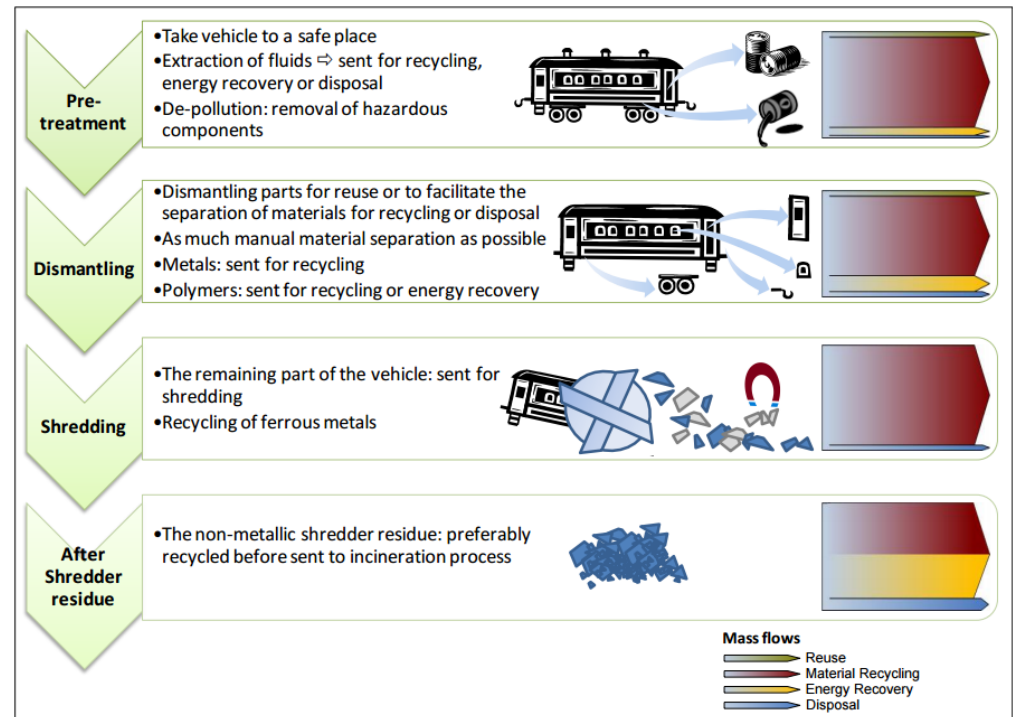 Pre-
treatment
•Take vehicle to a safe place
•Extraction of fluids ⇨ sent for recycling,
energy recovery or disposal
•De-pollution: removal of hazardous
components
Dismantling
•Dismantling parts for reuse or to facilitate the
separation of materials for recycling or disposal
•As much manual material separation as possible
•Metals: sent for recycling
•Polymers: sent for recycling or energy recovery
Shredding
•The remaining part of the vehicle: sent for
shredding
•Recycling of ferrous metals
After
Shredder
residue
•The non-metallic shredder residue: preferably
recycled before sent to incineration process
Mass flows
Reuse
Material Recycling
Energy Recovery
Disposal